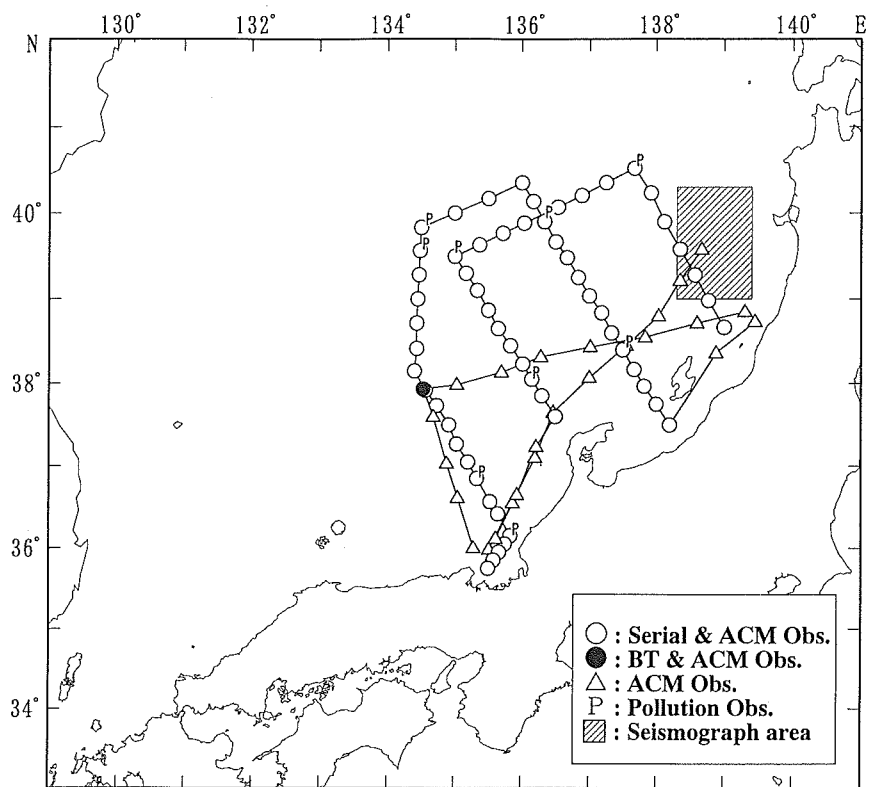 N 130° 132° 134° 136° 138° 140° E
P
P
P
40°
P
P
P
38°
P
P
P
36°
34°
○ : Serial & ACM Obs.
● : BT & ACM Obs.
△ : ACM Obs.
P : Pollution Obs.
: Seismograph area